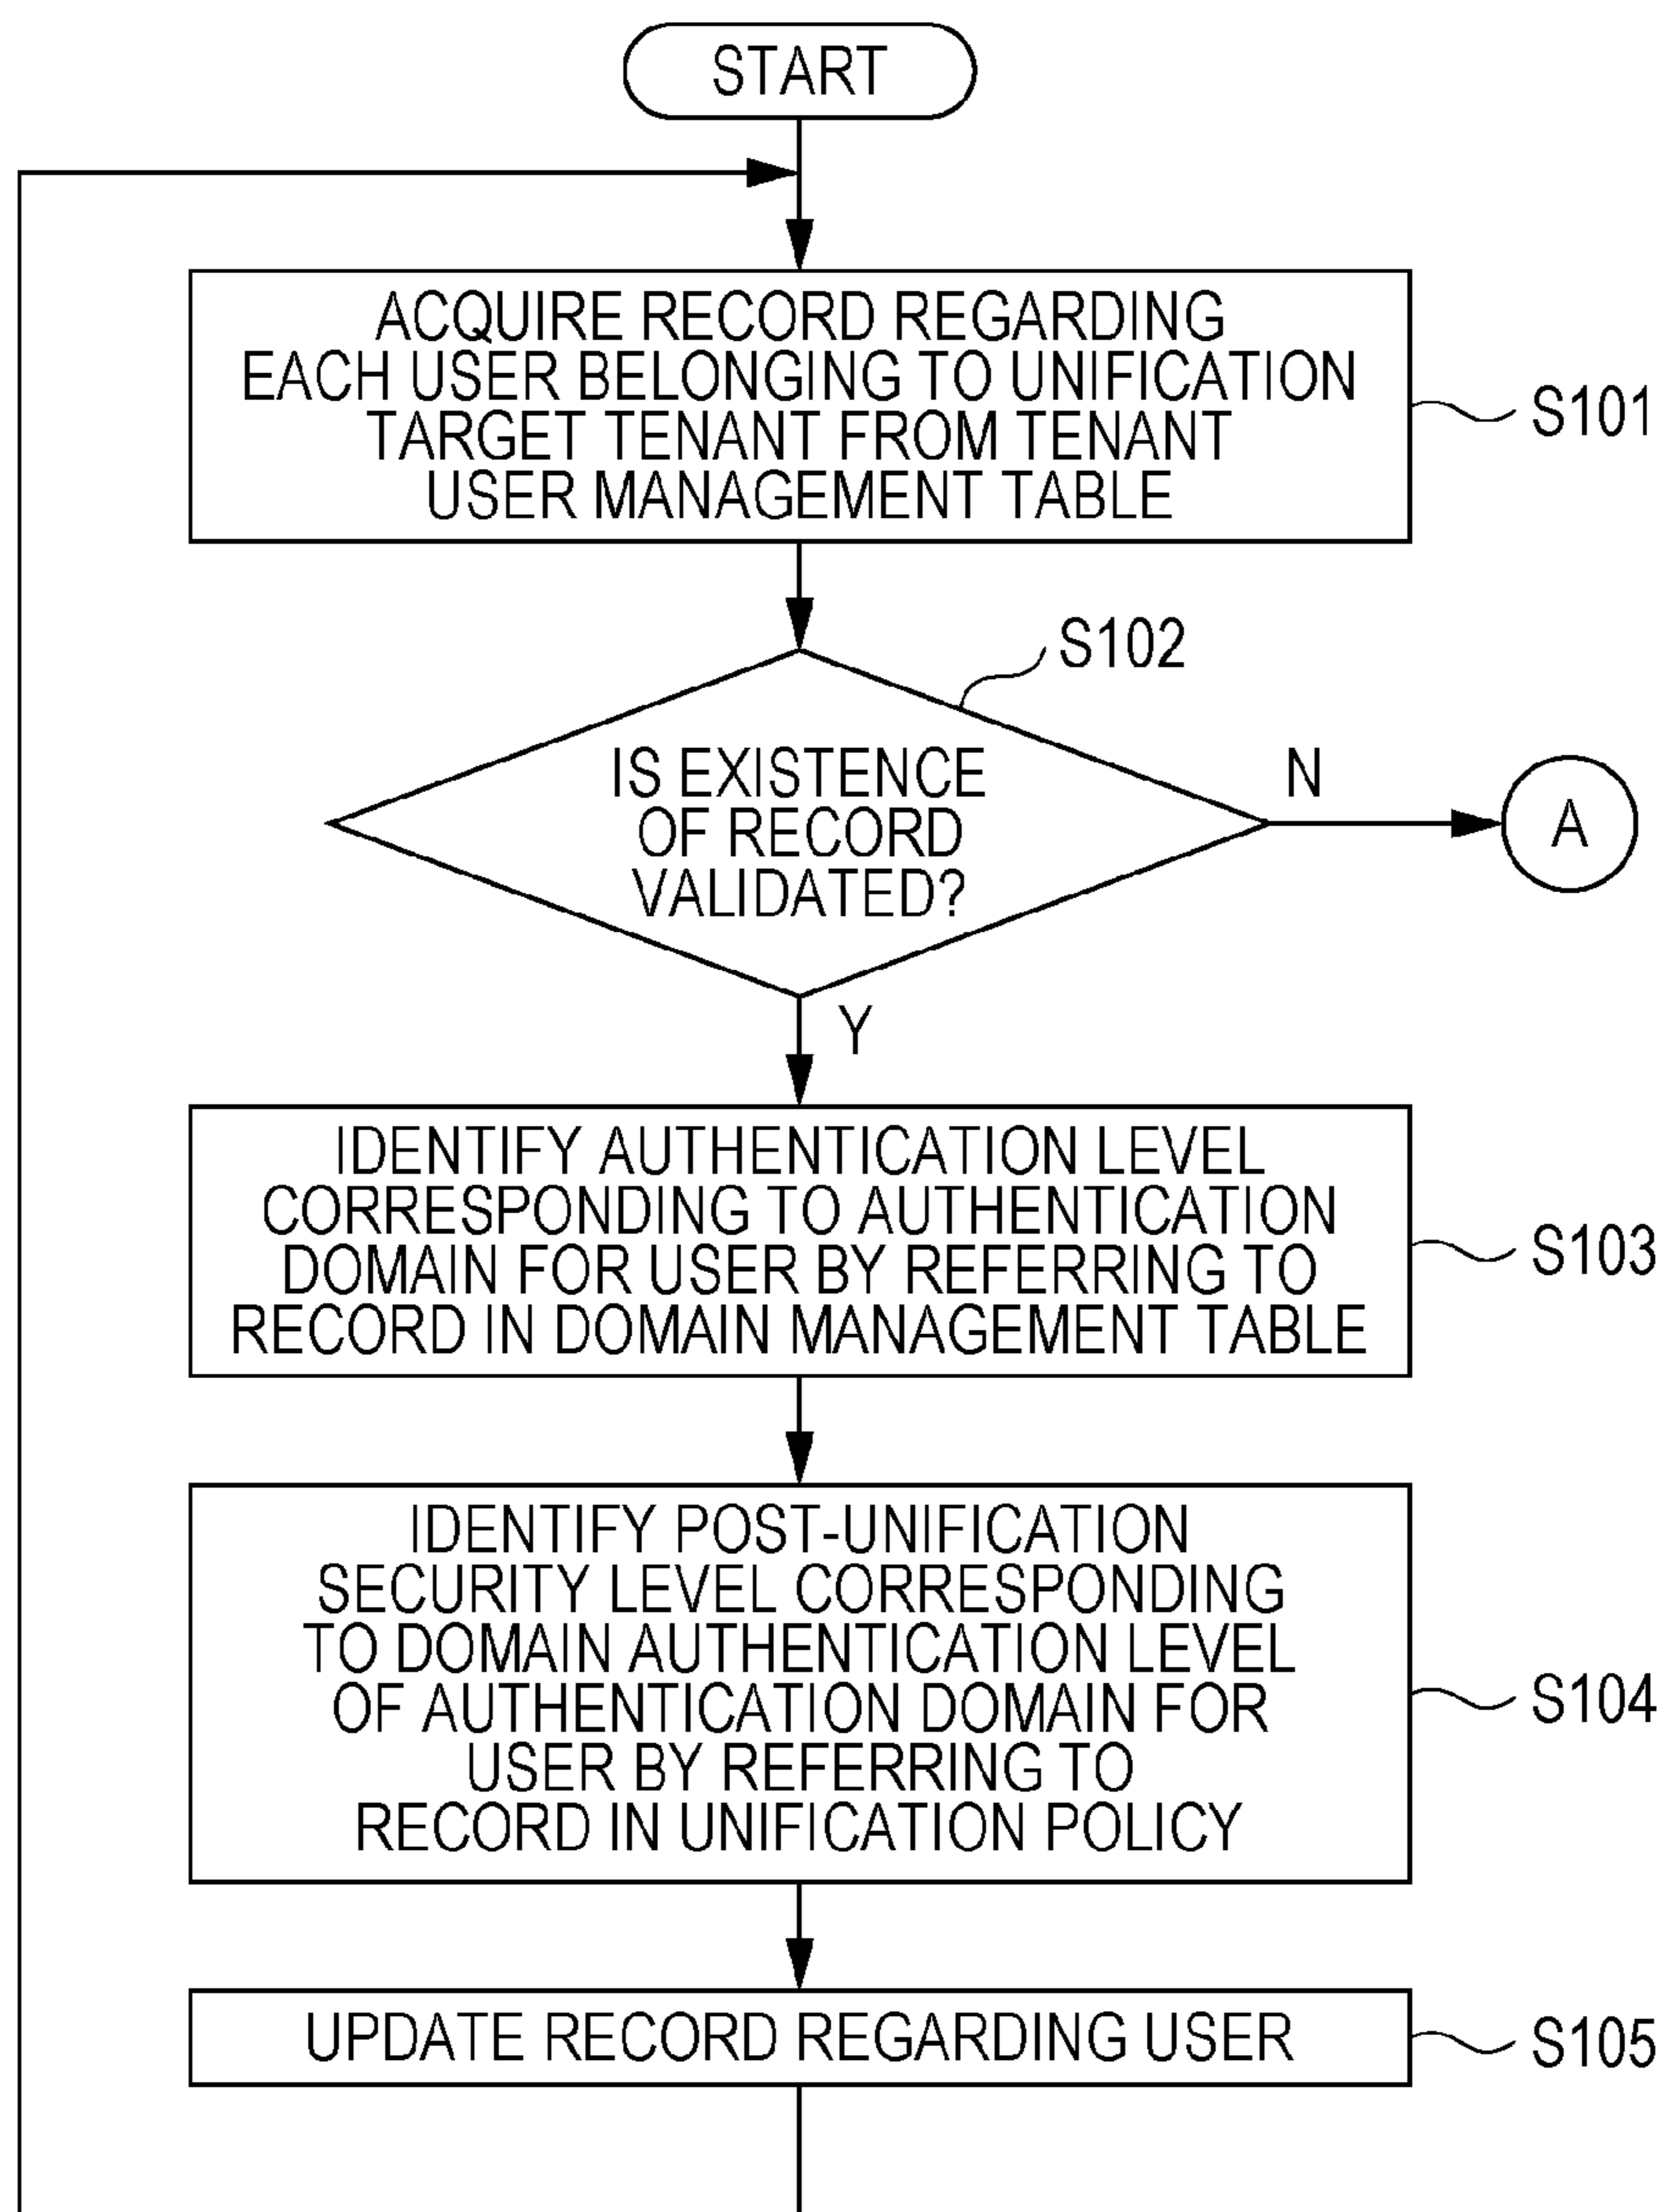 START
ACQUIRE RECORD REGARDING
EACH USER BELONGING TO UNIFICATION
TARGET TENANT FROM TENANT
USER MANAGEMENT TABLE
S101
S102
IS EXISTENCE
OF RECORD
VALIDATED?
N
A
Y
IDENTIFY AUTHENTICATION LEVEL
CORRESPONDING TO AUTHENTICATION
DOMAIN FOR USER BY REFERRING TO
RECORD IN DOMAIN MANAGEMENT TABLE
S103
IDENTIFY POST-UNIFICATION
SECURITY LEVEL CORRESPONDING
TO DOMAIN AUTHENTICATION LEVEL
OF AUTHENTICATION DOMAIN FOR
USER BY REFERRING TO
RECORD IN UNIFICATION POLICY
S104
UPDATE RECORD REGARDING USER
S105